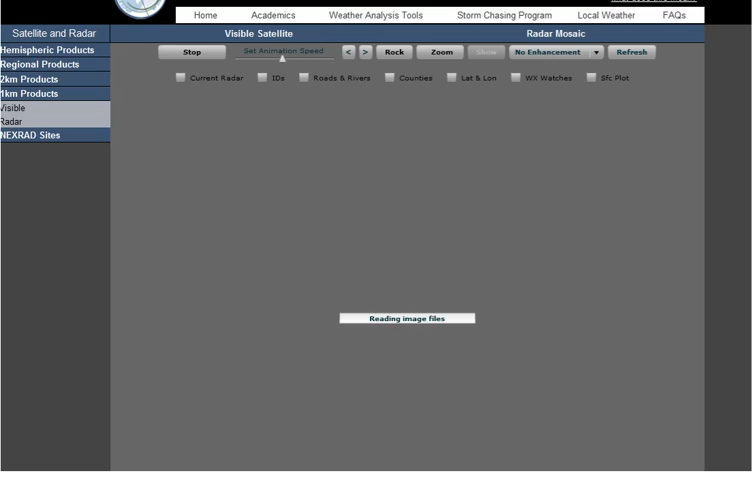 Home Academics Weather Analysis Tools Storm Chasing Program Local Weather FAQs
Satellite and Radar Visible Satellite Radar Mosaic
Hemispheric Products
Regional Products
2km Products
1km Products
Visible
Radar
NEXRAD Sites
Stop Set Animation Speed < > Rock Zoom Show No Enhancement Refresh
Current Radar IDs Roads & Rivers Counties Lat & Lon WX Watches Sfc Plot
Reading image files